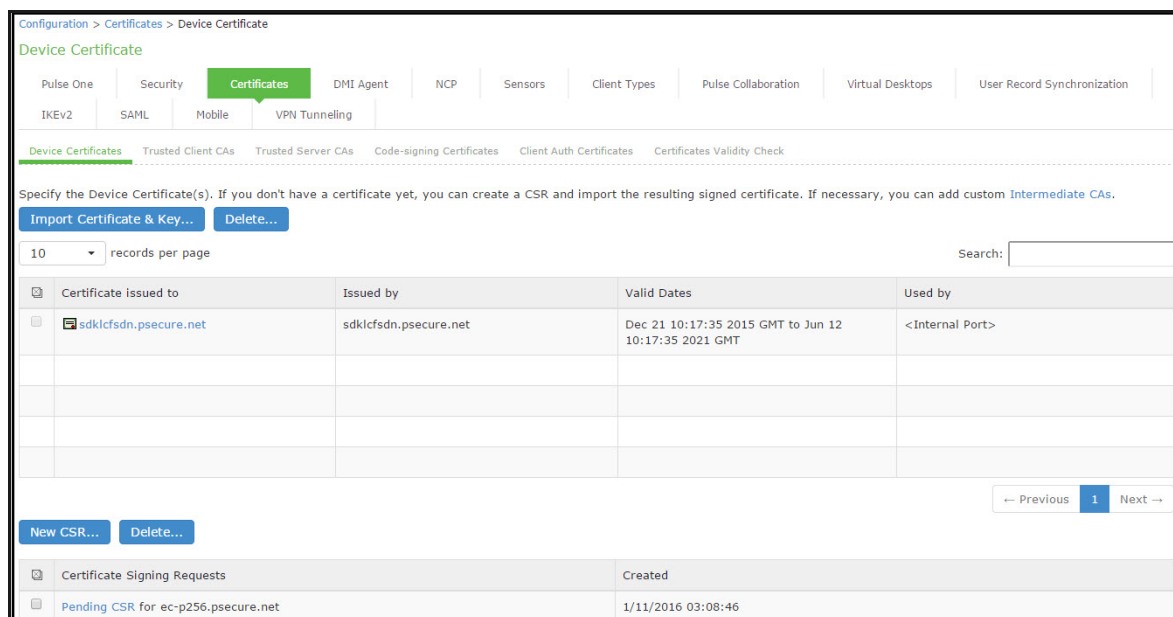 Configuration > Certificates > Device Certificate
Device Certificate
Pulse One Security Certificates DMI Agent NCP Sensors Client Types Pulse Collaboration Virtual Desktops User Record Synchronization
IKEv2 SAML Mobile VPN Tunneling
Device Certificates Trusted Client CAs Trusted Server CAs Code-signing Certificates Client Auth Certificates Certificates Validity Check
Specify the Device Certificate(s). If you don't have a certificate yet, you can create a CSR and import the resulting signed certificate. If necessary, you can add custom Intermediate CAs.
Import Certificate & Key... Delete...
10 records per page Search:
Certificate issued to Issued by Valid Dates Used by
sdklcfsdn.psecure.net sdklcfsdn.psecure.net Dec 21 10:17:35 2015 GMT to Jun 12 <Internal Port>
10:17:35 2021 GMT
← Previous 1 Next →
New CSR... Delete...
Certificate Signing Requests Created
Pending CSR for ec-p256.psecure.net 1/11/2016 03:08:46